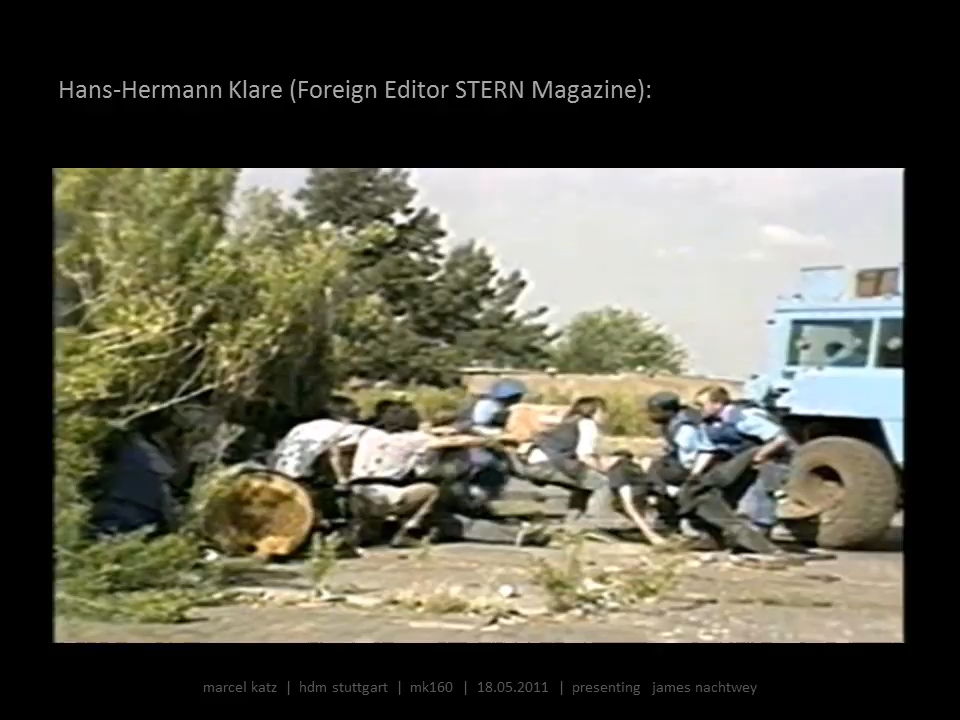 Hans-Hermann Klare (Foreign Editor STERN Magazine):
marcel katz | hdm stuttgart | mk160 | 18.05.2011 | presenting james nachtwey